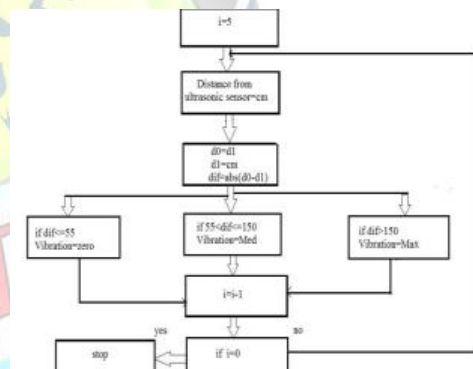 i=5
Distance from
ultrasonic sensor=cm
d0=d1
d1=cm
dif=abs(d0-d1)
if dif<=55
Vibration=zero
if 55<dif<=150
Vibration=Med
if dif>150
Vibration=Max
i=i-1
yes
no
stop
if i=0